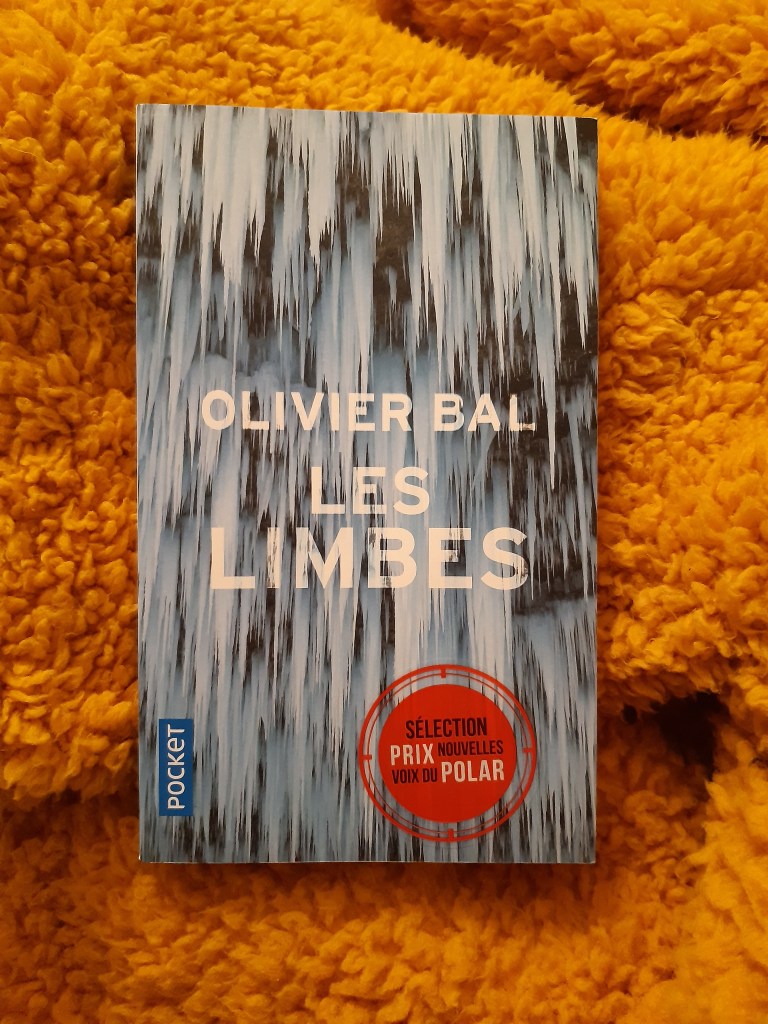 OLIVIER BAL
LES
LIMBES
POCKET
SÉLECTION
PRIX NOUVELLES
VOIX DU POLAR